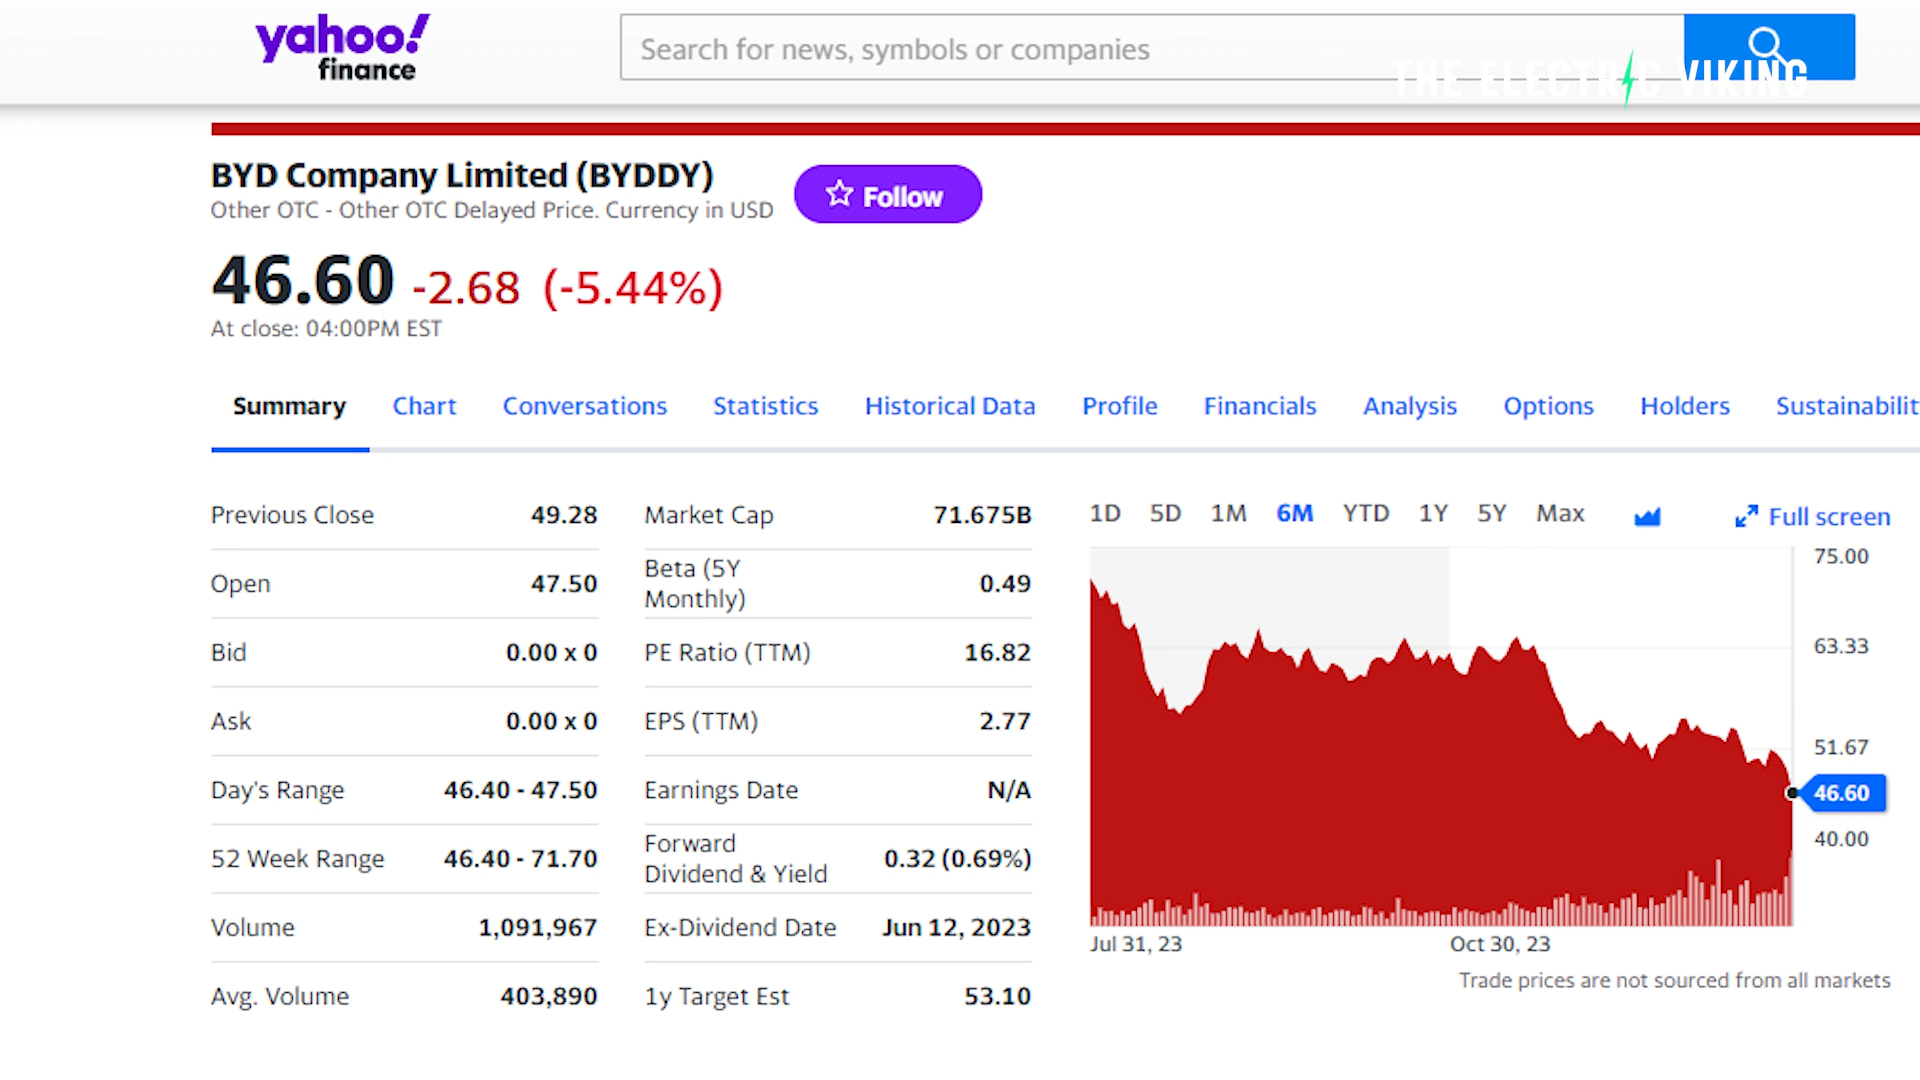 yahoo!
finance
Search for news, symbols or companies
THE ELECTRIC VIKING
BYD Company Limited (BYDDY)
Follow
Other OTC - Other OTC Delayed Price. Currency in USD
46.60 -2.68 (-5.44%)
At close: 04:00PM EST
Summary Chart Conversations Statistics Historical Data Profile Financials Analysis Options Holders Sustainabilit
Previous Close 49.28
Open 47.50
Bid 0.00 x 0
Ask 0.00 x 0
Day's Range 46.40 - 47.50
52 Week Range 46.40 - 71.70
Volume 1,091,967
Avg. Volume 403,890
Market Cap 71.675B
Beta (5Y
Monthly) 0.49
PE Ratio (TTM) 16.82
EPS (TTM) 2.77
Earnings Date N/A
Forward
Dividend & Yield 0.32 (0.69%)
Ex-Dividend Date Jun 12, 2023
1y Target Est 53.10
1D 5D 1M 6M YTD 1Y 5Y Max Full screen
75.00
63.33
51.67
46.60
40.00
Jul 31, 23 Oct 30, 23
Trade prices are not sourced from all markets